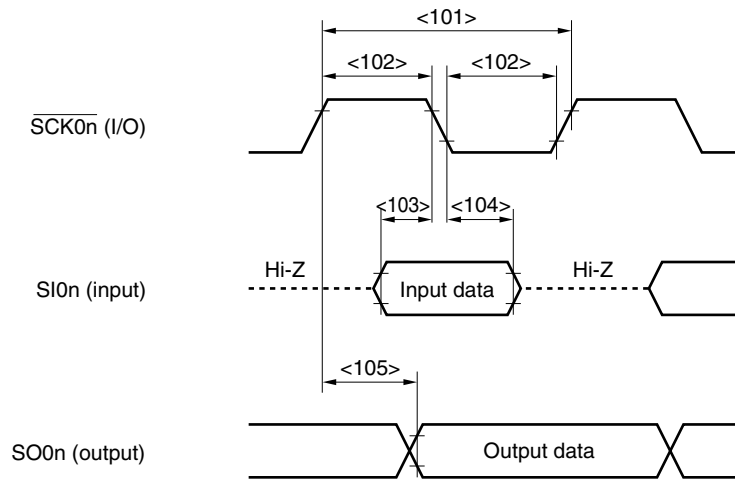 <101>
<102> <102>
SCK0n (I/O)
<103> <104>
Hi-Z Hi-Z
SI0n (input) Input data
<105>
SO0n (output) Output data